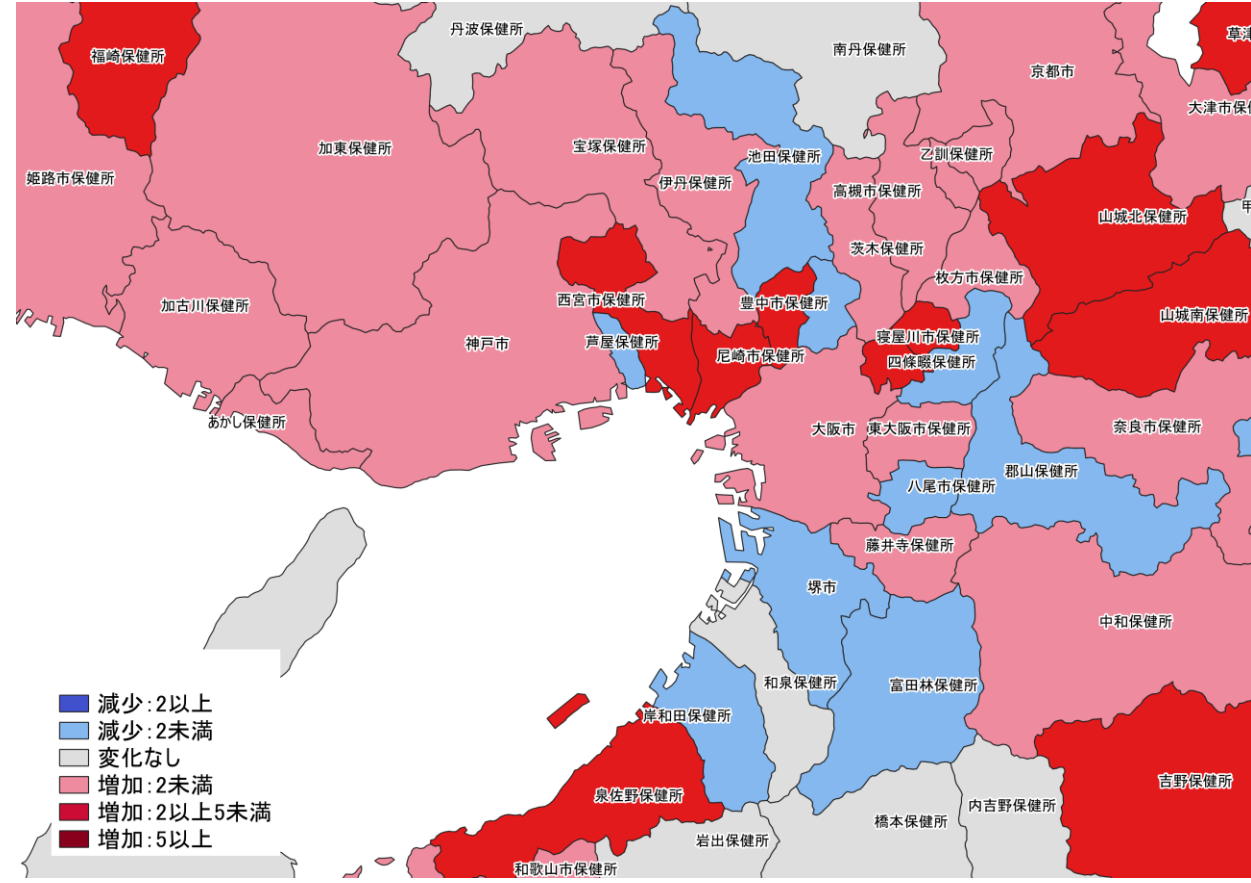 丹波保健所
南丹保健所
草津
福崎保健所
京都市
大津市保健
加東保健所
宝塚保健所
池田保健所
乙訓保健所
姫路市保健所
伊丹保健所
高槻市保健所
山城北保健所
甲
茨木保健所
枚方市保健所
加古川保健所
西宮市保健所
豊中市保健所
山城南保健所
神戸市
芦屋保健所
尼崎市保健所
寝屋川市保健所
四條畷保健所
あかし保健所
大阪市
東大阪市保健所
奈良市保健所
郡山保健所
八尾市保健所
藤井寺保健所
堺市
中和保健所
和泉保健所
富田林保健所
岸和田保健所
泉佐野保健所
吉野保健所
内吉野保健所
橋本保健所
岩出保健所
和歌山市保健所
減少:2以上
減少:2未満
変化なし
増加:2未満
増加:2以上5未満
増加:5以上